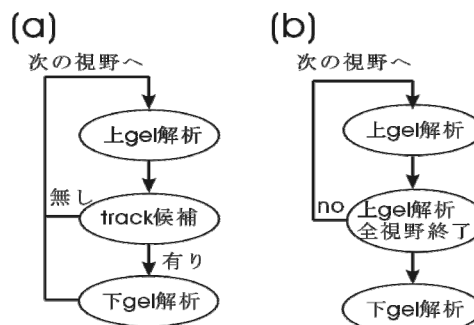 (a)
次の視野へ
上gel解析
無し
track候補
有り
下gel解析
(b)
次の視野へ
上gel解析
no
上gel解析
全視野終了
下gel解析